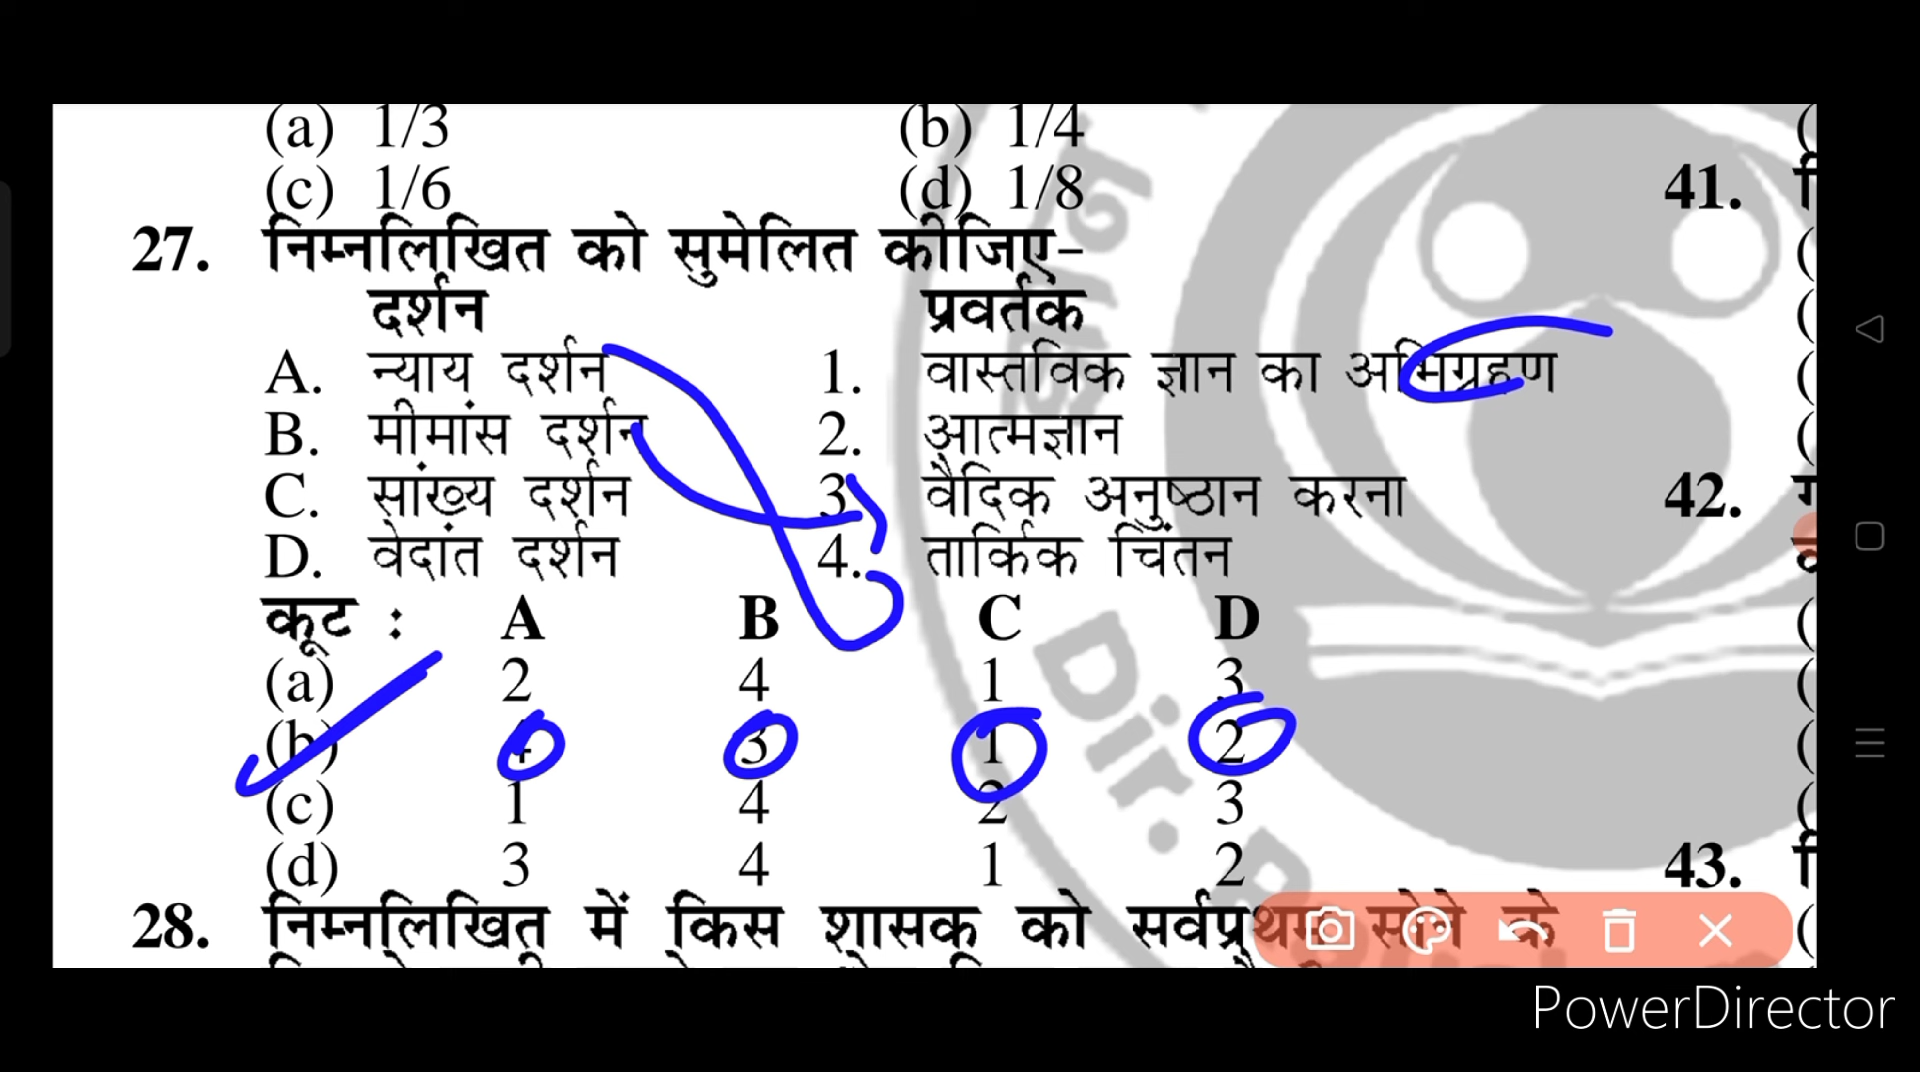 (a) 1/3 (b) 1/4
(c) 1/6 (d) 1/8
41.
27. निम्नलिखित को सुमेलित कीजिए-
दर्शन प्रवर्तक
A. न्याय दर्शन 1. वास्तविक ज्ञान का अभिग्रहण
B. मीमांस दर्शन 2. आत्मज्ञान
C. सांख्य दर्शन 3. वैदिक अनुष्ठान करना
42.
D. वेदांत दर्शन 4. तार्किक चिंतन
कूट : A B C D
(a) 2 4 1 3
(b) 4 3 1 2
(c) 1 4 2 3
(d) 3 4 1 2
43.
28. निम्नलिखित में किस शासक को सर्वप्रथम सोने के
Dir.
PowerDirector